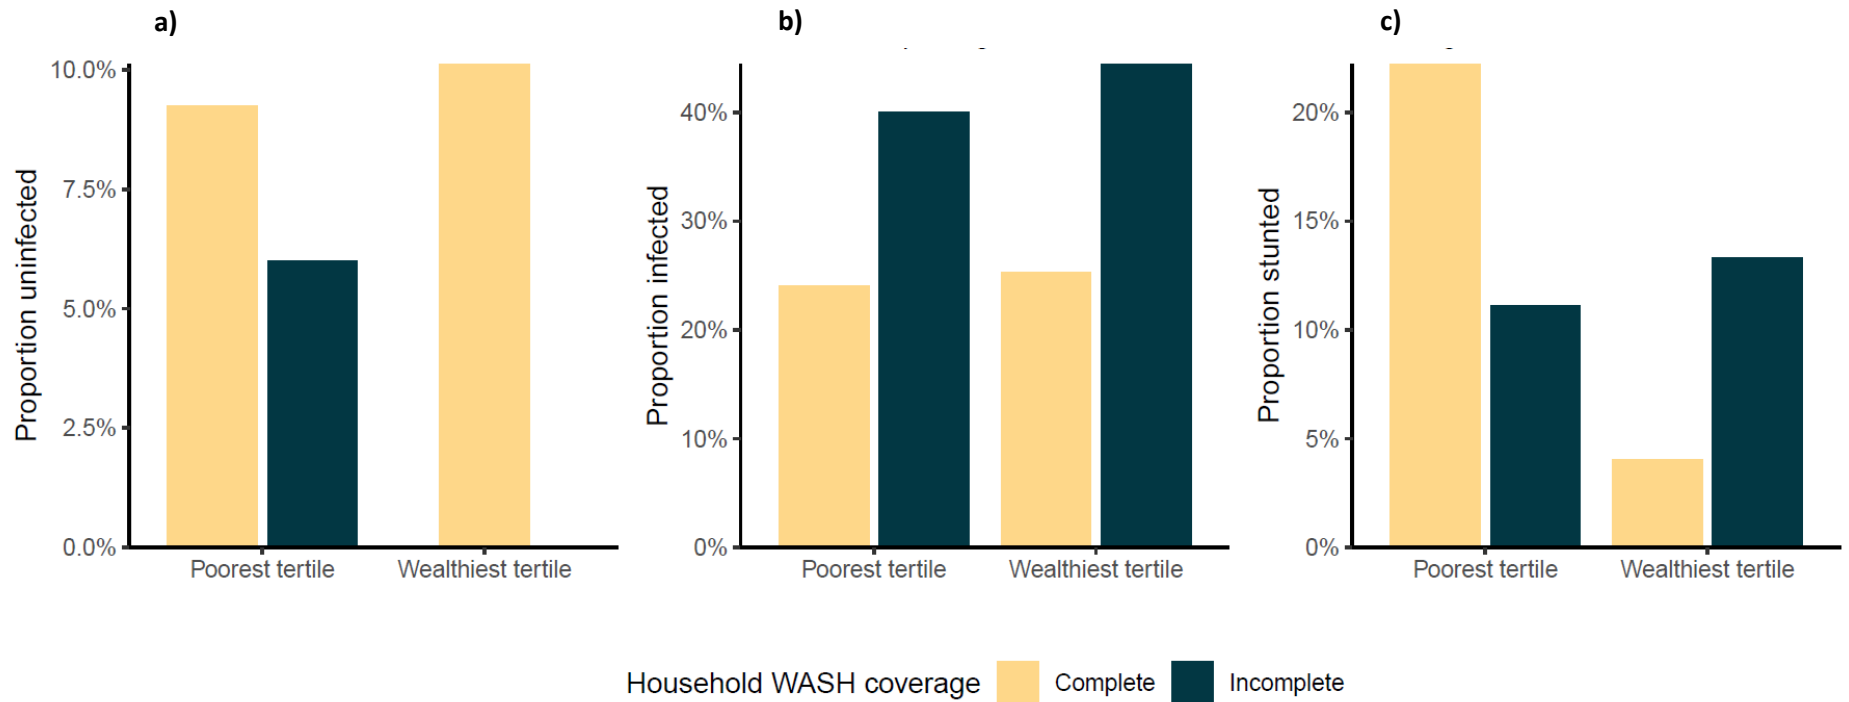 a)
b)
c)
Proportion uninfected
10.0%
7.5%
5.0%
2.5%
0.0%
Poorest tertile
Wealthiest tertile
Proportion infected
40%
30%
20%
10%
0%
Poorest tertile
Wealthiest tertile
Proportion stunted
20%
15%
10%
5%
0%
Poorest tertile
Wealthiest tertile
Household WASH coverage Complete Incomplete